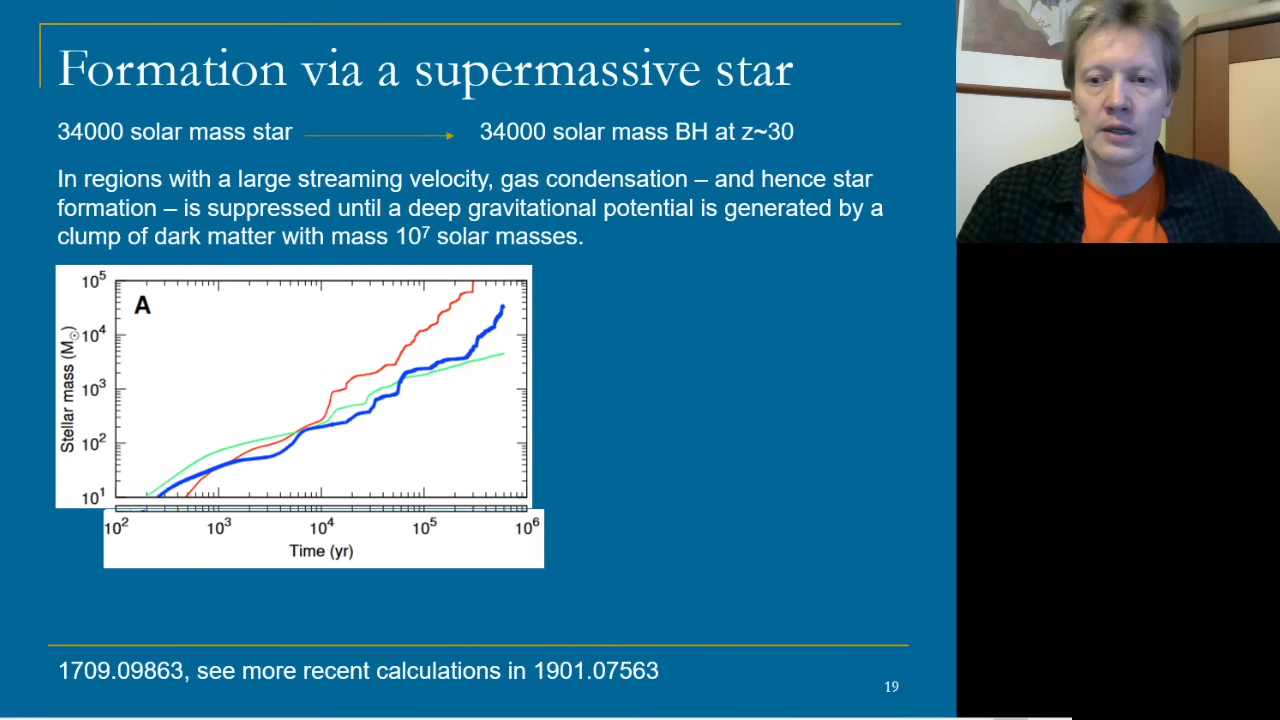 Formation via a supermassive star
34000 solar mass star
34000 solar mass BH at z~30
In regions with a large streaming velocity, gas condensation – and hence star
formation – is suppressed until a deep gravitational potential is generated by a
clump of dark matter with mass 10⁷ solar masses.
A
Stellar mass (M☉)
10⁵
10⁴
10³
10²
10¹
10² 10³ 10⁴ 10⁵ 10⁶
Time (yr)
1709.09863, see more recent calculations in 1901.07563
19